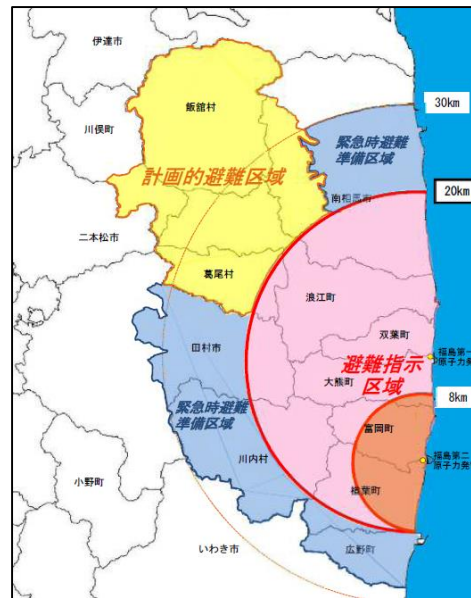 伊達市
飯舘村
川俣町
30km
緊急時避難
準備区域
計画的避難区域
20km
南相馬市
二本松市
葛尾村
浪江町
双葉町
田村市
福島第一
原子力発
避難指示
区域
大熊町
8km
緊急時避難
準備区域
富岡町
川内村
福島第二
原子力発
小野町
楢葉町
いわき市
広野町